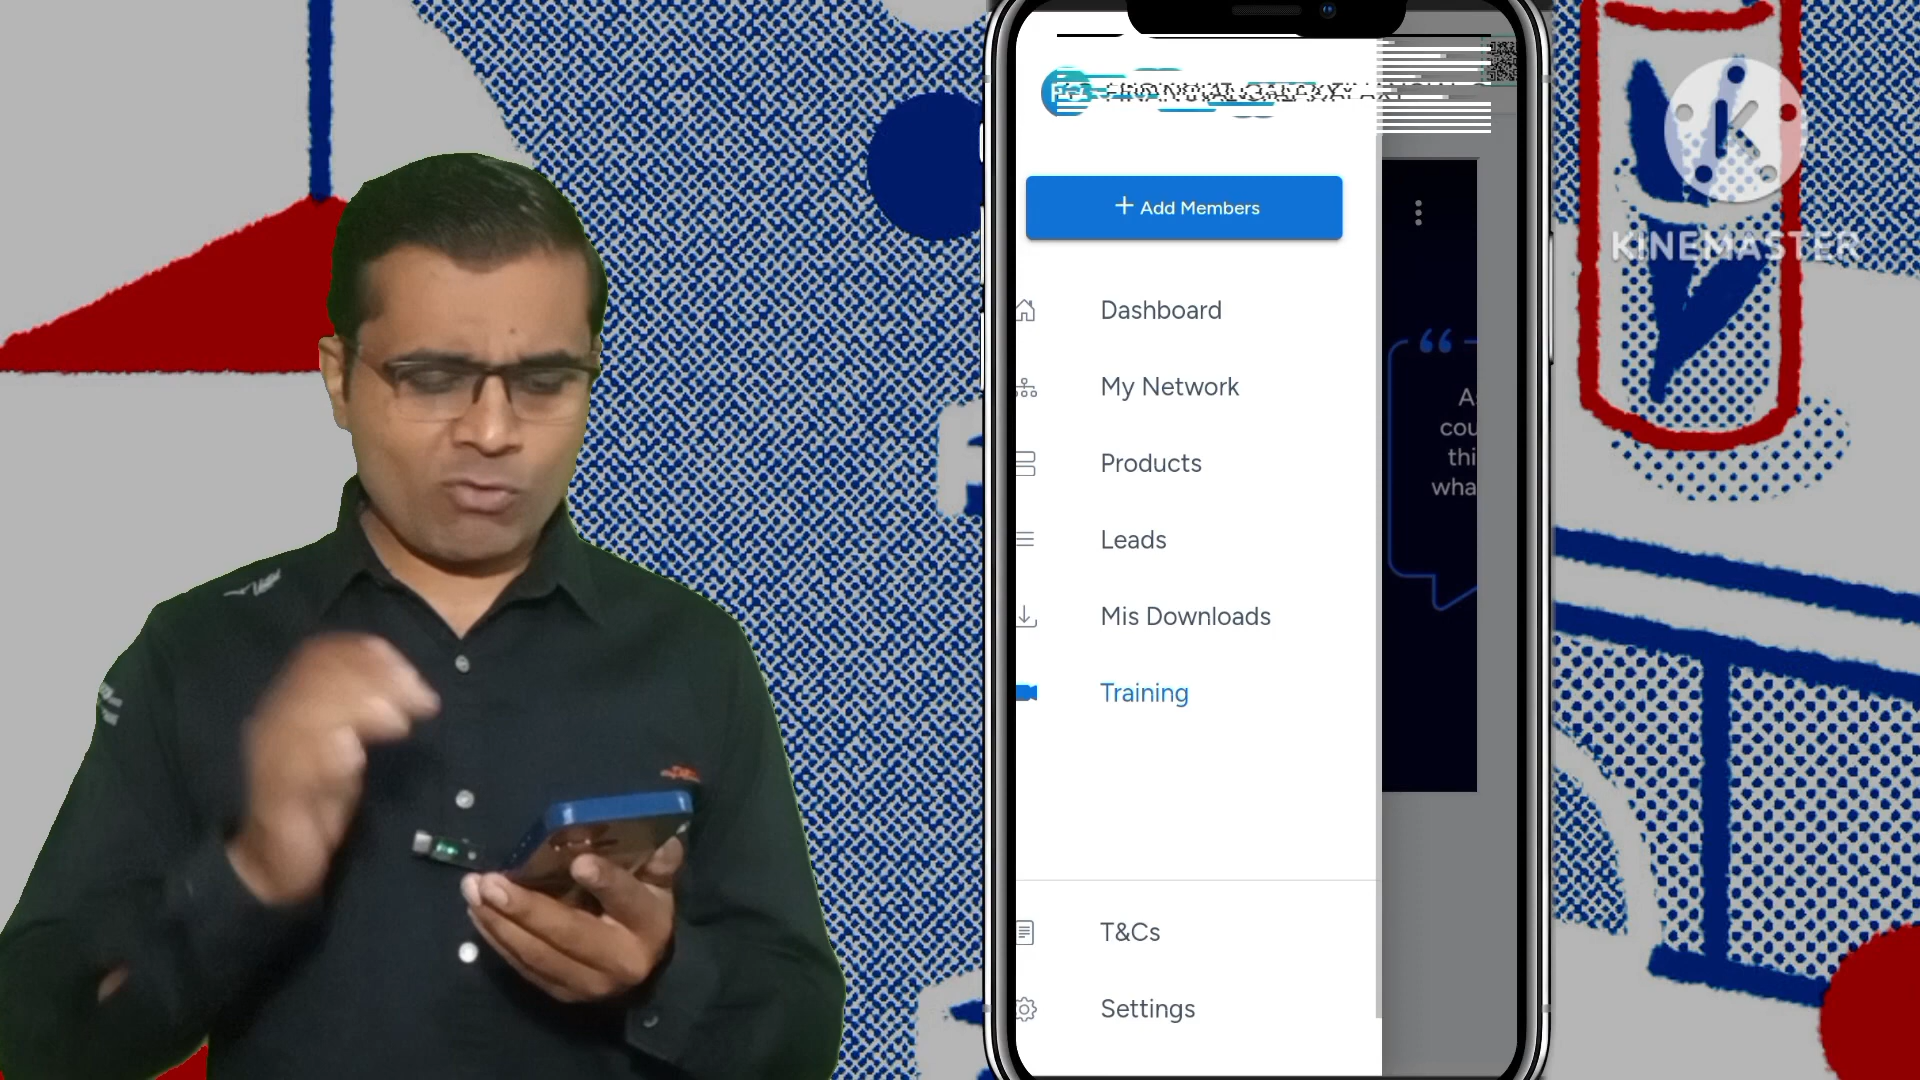 + Add Members
Dashboard
My Network
Products
Leads
Mis Downloads
Training
T&Cs
Settings
KINEMASTER